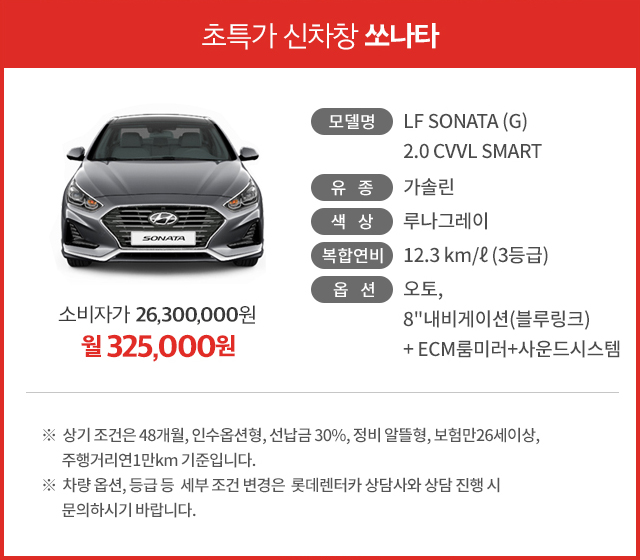 초특가 신차창 쏘나타
SONATA
소비자가 26,300,000원
월 325,000원
모델명 LF SONATA (G)
2.0 CVVL SMART
유 종 가솔린
색 상 루나그레이
복합연비 12.3 km/ℓ (3등급)
옵 션 오토,
8"내비게이션(블루링크)
+ ECM룸미러+사운드시스템
※ 상기 조건은 48개월, 인수옵션형, 선납금 30%, 정비 알뜰형, 보험만26세이상,
주행거리연1만km 기준입니다.
※ 차량 옵션, 등급 등 세부 조건 변경은 롯데렌터카 상담사와 상담 진행 시
문의하시기 바랍니다.